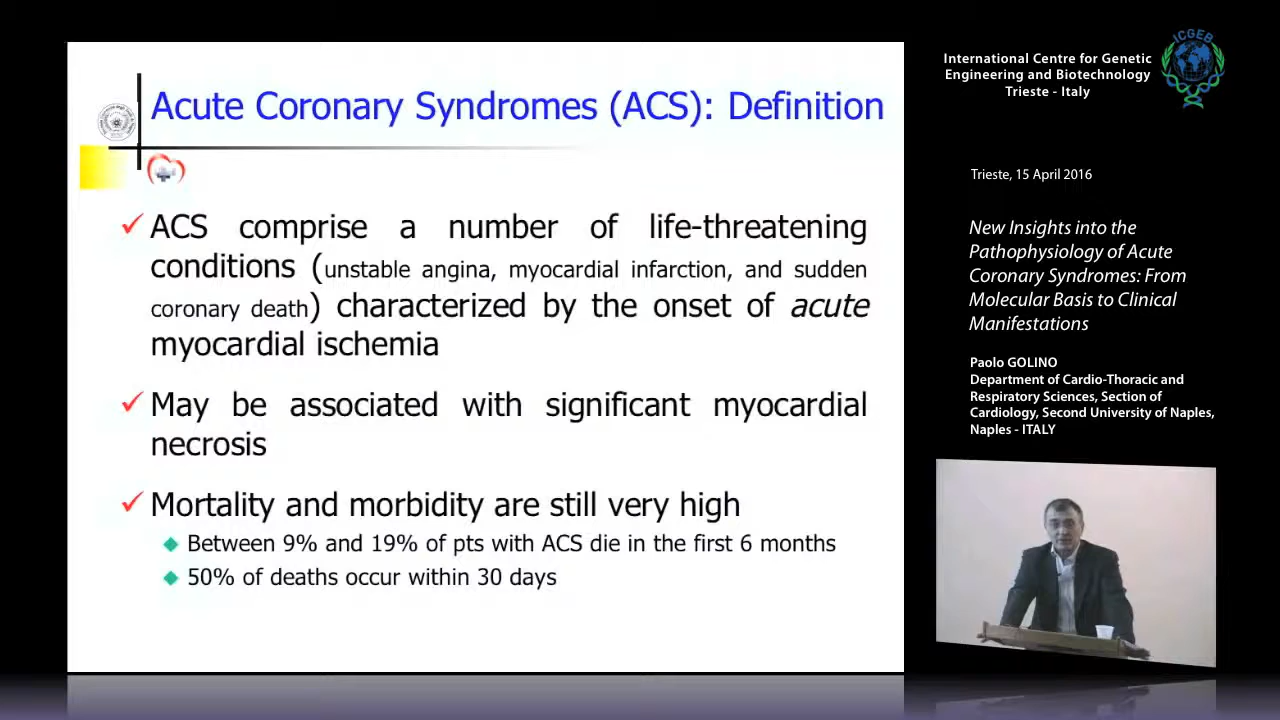 Acute Coronary Syndromes (ACS): Definition
ACS comprise a number of life-threatening
conditions (unstable angina, myocardial infarction, and sudden
coronary death) characterized by the onset of acute
myocardial ischemia
May be associated with significant myocardial
necrosis
Mortality and morbidity are still very high
Between 9% and 19% of pts with ACS die in the first 6 months
50% of deaths occur within 30 days
International Centre for Genetic
Engineering and Biotechnology
Trieste - Italy
ICGEB
Trieste, 15 April 2016
New Insights into the
Pathophysiology of Acute
Coronary Syndromes: From
Molecular Basis to Clinical
Manifestations
Paolo GOLINO
Department of Cardio-Thoracic and
Respiratory Sciences, Section of
Cardiology, Second University of Naples,
Naples - ITALY